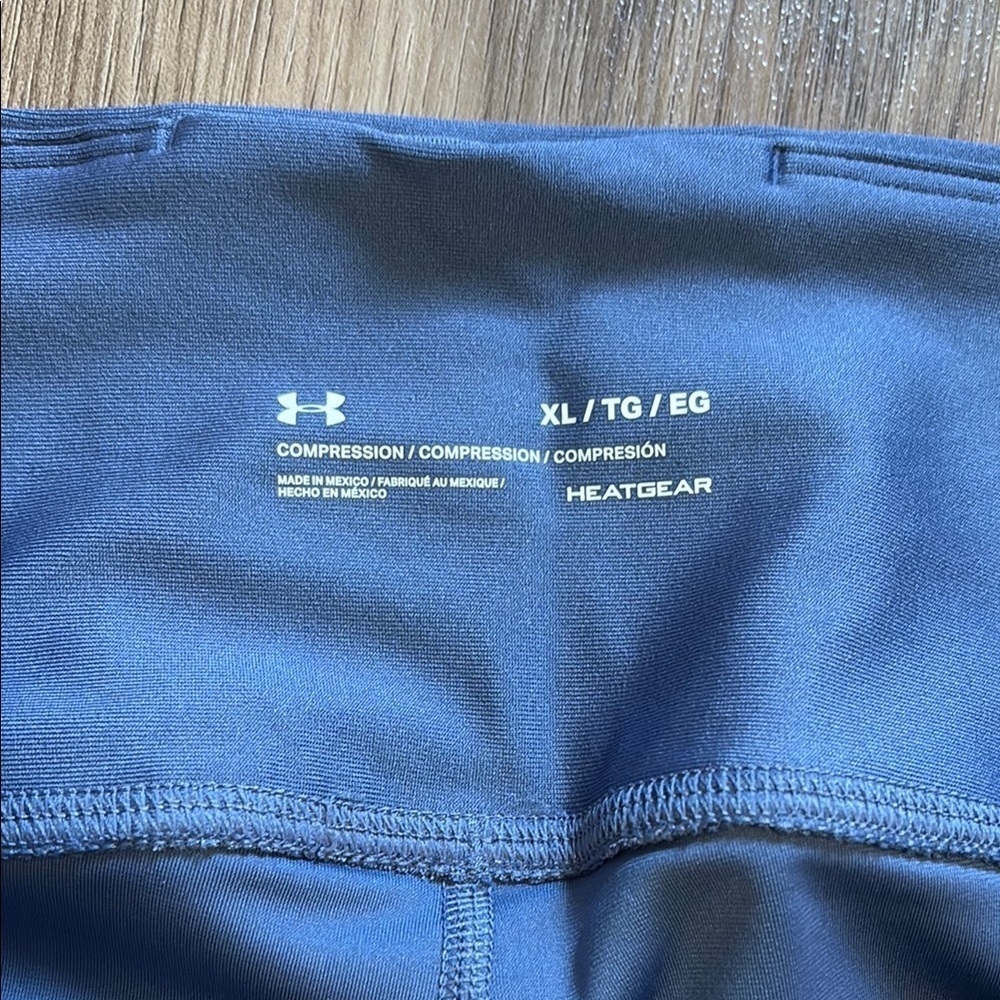 XL / TG / EG
COMPRESSION / COMPRESSION / COMPRESIÓN
MADE IN MEXICO / FABRIQUÉ AU MEXIQUE /
HECHO EN MÉXICO
HEATGEAR